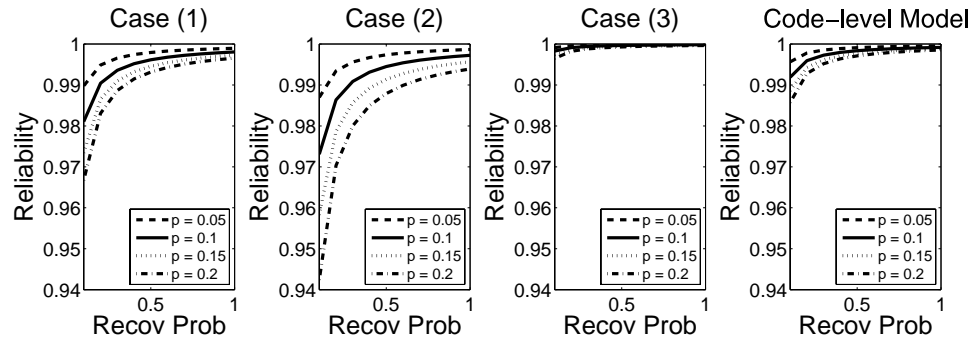 Case (1)
Reliability
1
0.99
0.98
0.97
0.96
0.95
0.94
0.5
1
Recov Prob
p = 0.05
p = 0.1
p = 0.15
p = 0.2
Case (2)
Reliability
1
0.99
0.98
0.97
0.96
0.95
0.94
0.5
1
Recov Prob
p = 0.05
p = 0.1
p = 0.15
p = 0.2
Case (3)
Reliability
1
0.99
0.98
0.97
0.96
0.95
0.94
0.5
1
Recov Prob
p = 0.05
p = 0.1
p = 0.15
p = 0.2
Code−level Model
Reliability
1
0.99
0.98
0.97
0.96
0.95
0.94
0.5
1
Recov Prob
p = 0.05
p = 0.1
p = 0.15
p = 0.2